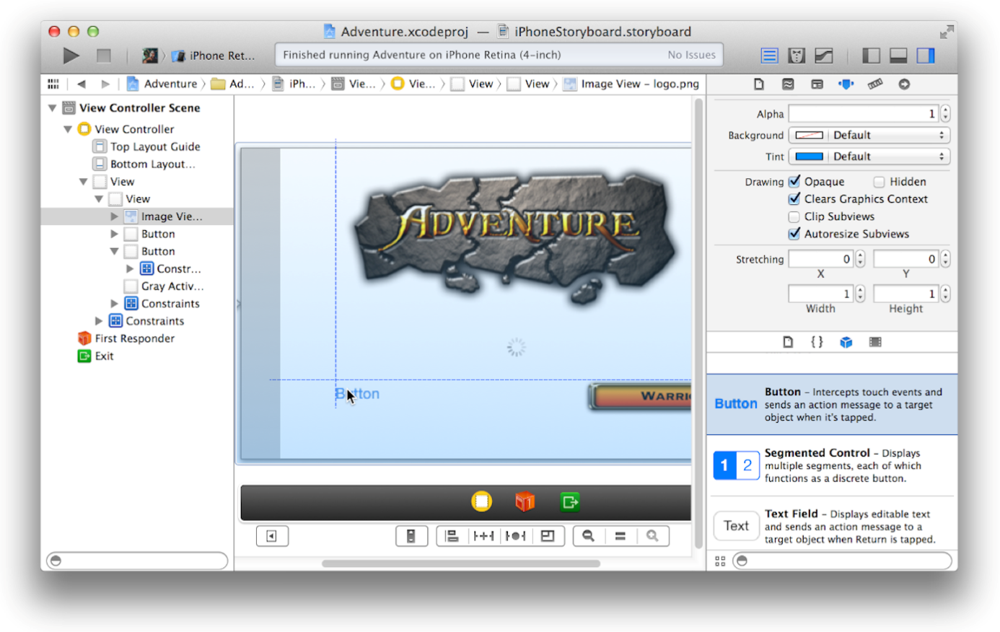 Adventure.xcodeproj — iPhoneStoryboard.storyboard
iPhone Ret...
Finished running Adventure on iPhone Retina (4-inch)
No Issues
Adventure
Ad...
iPh...
Vie...
Vie...
View
View
Image View – logo.png
View Controller Scene
View Controller
Top Layout Guide
Bottom Layout...
View
View
Image Vie...
Button
Button
Constr...
Gray Activ...
Constraints
Constraints
First Responder
Exit
ADVENTURE
Button
WARRI
Alpha 1
Background Default
Tint Default
Drawing Opaque Hidden
Clears Graphics Context
Clip Subviews
Autoresize Subviews
Stretching 0 0
X Y
1 1
Width Height
{ }
Button
Button – Intercepts touch events and
sends an action message to a target
object when it's tapped.
1 2
Segmented Control – Displays
multiple segments, each of which
functions as a discrete button.
Text
Text Field – Displays editable text
and sends an action message to a
target object when Return is tapped.